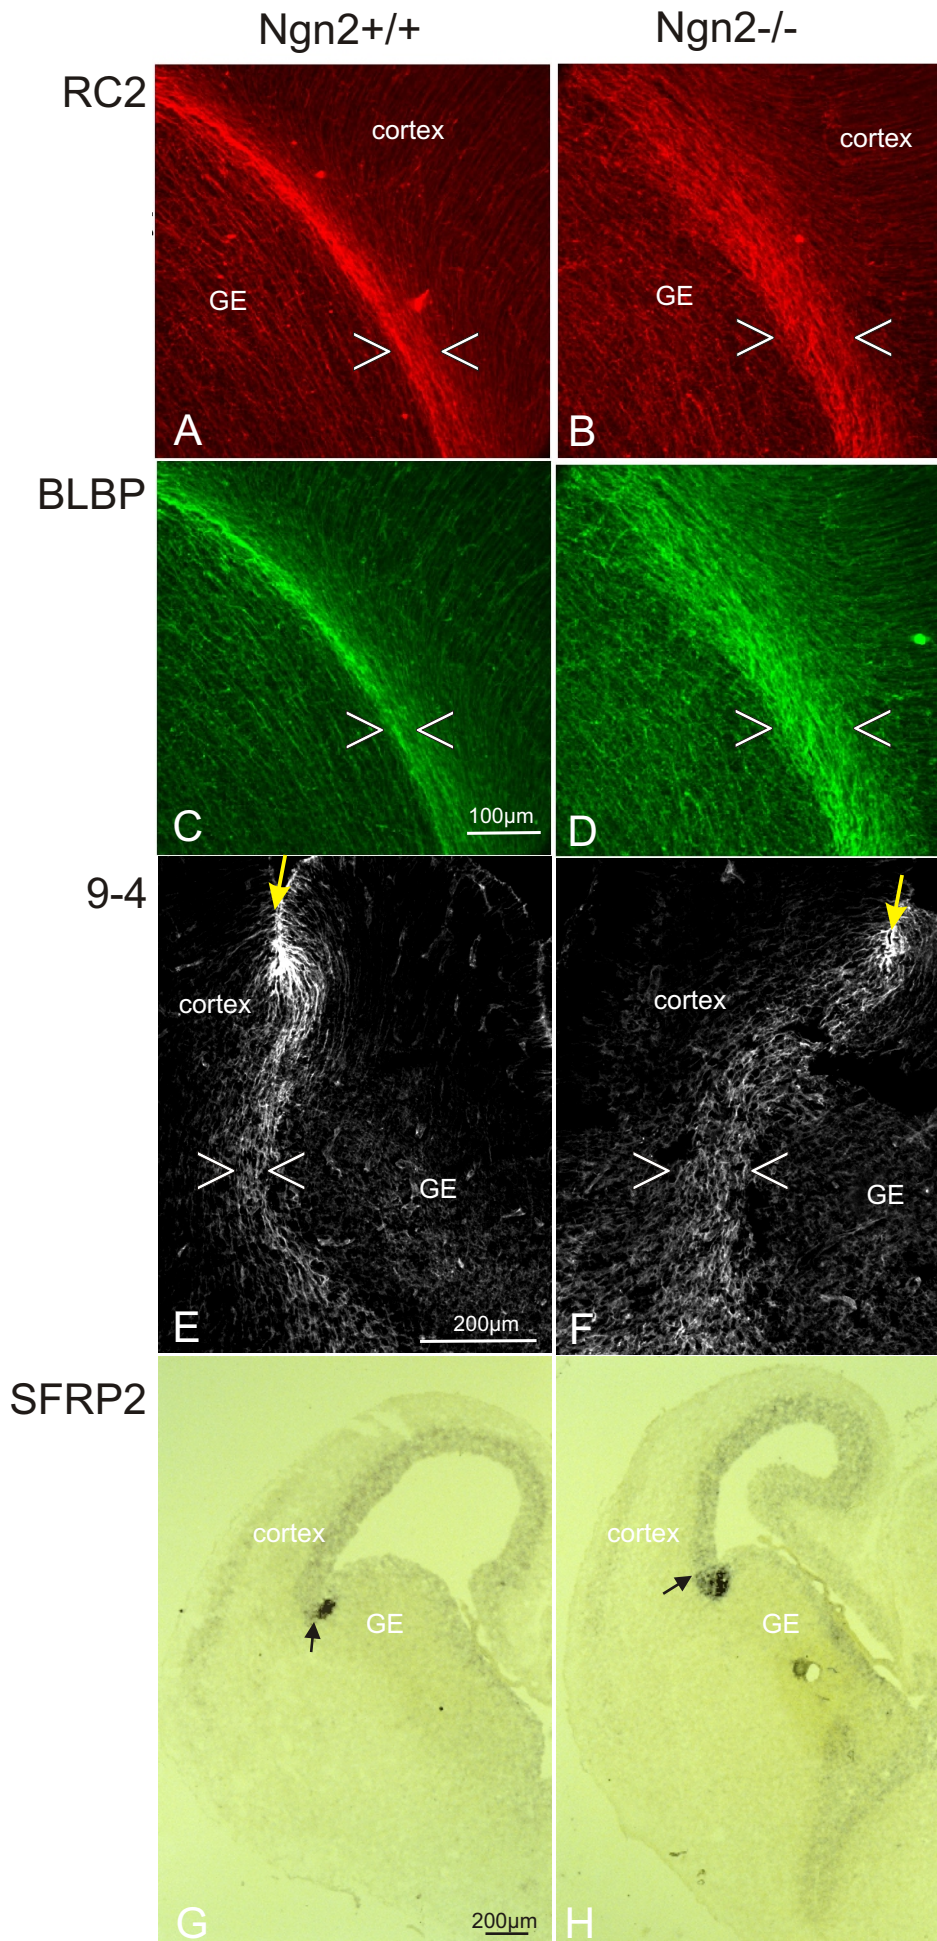 Ngn2+/+ Ngn2-/-
RC2
cortex
cortex
GE
GE
A
B
BLBP
C
100µm
D
9-4
cortex
cortex
GE
GE
E
200µm
F
SFRP2
cortex
cortex
GE
GE
G
200µm
H